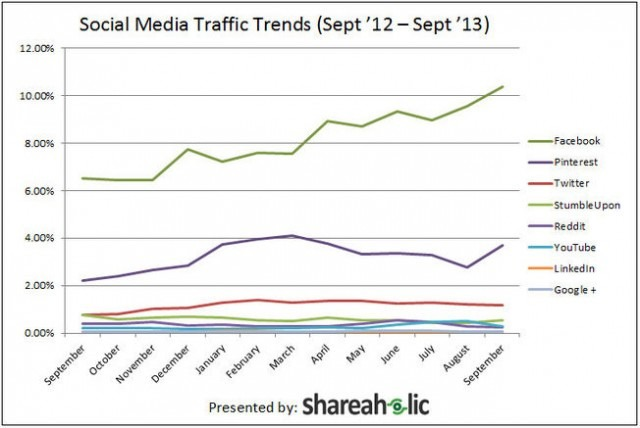 Social Media Traffic Trends (Sept ’12 – Sept ’13)
12.00%
10.00%
8.00%
6.00%
4.00%
2.00%
0.00%
September
October
November
December
January
February
March
April
May
June
July
August
September
Facebook
Pinterest
Twitter
StumbleUpon
Reddit
YouTube
LinkedIn
Google +
Presented by: Shareaholic